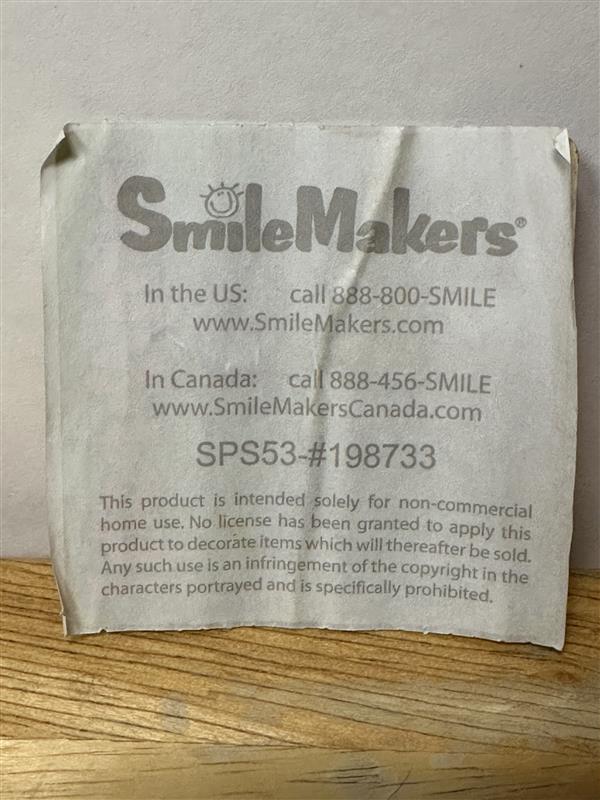 SmileMakers®
In the US: call 888-800-SMILE
www.SmileMakers.com
In Canada: call 888-456-SMILE
www.SmileMakersCanada.com
SPS53-#198733
This product is intended solely for non-commercial
home use. No license has been granted to apply this
product to decorate items which will thereafter be sold.
Any such use is an infringement of the copyright in the
characters portrayed and is specifically prohibited.